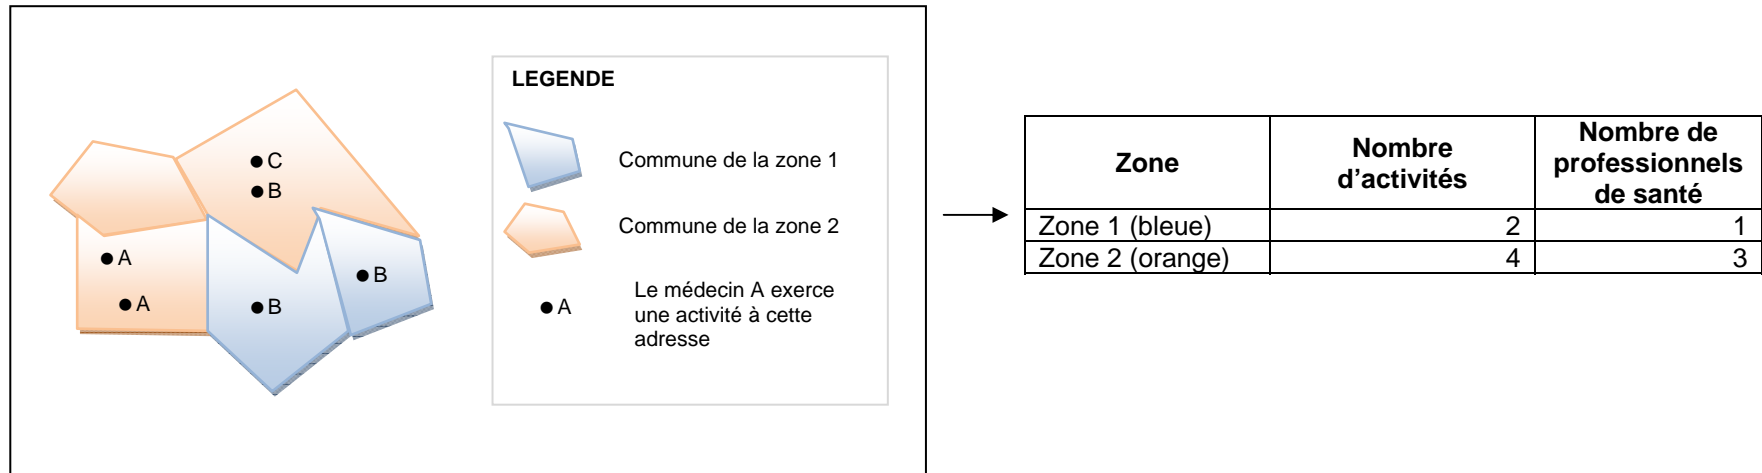 C
B
A
A
B
B
LEGENDE
Commune de la zone 1
Commune de la zone 2
A
Le médecin A exerce
une activité à cette
adresse
Zone
Nombre
d’activités
Nombre de
professionnels
de santé
Zone 1 (bleue) 2 1
Zone 2 (orange) 4 3